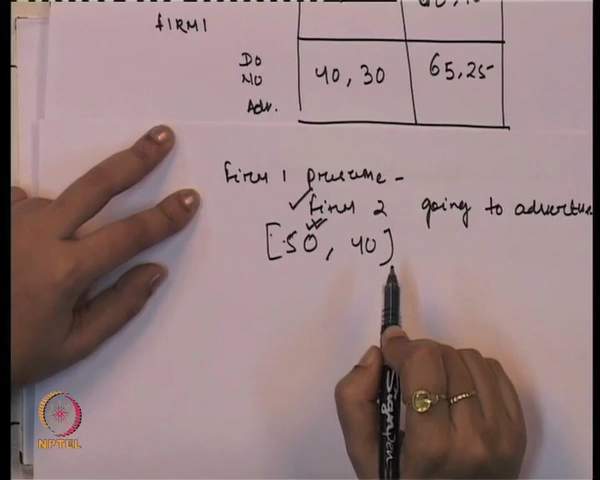 FIRM 1
Do
No
Adv.
40, 30
65, 25
Firm 1 presume -
✓ Firm 2 going to advertise
[50, 40]
NPTEL